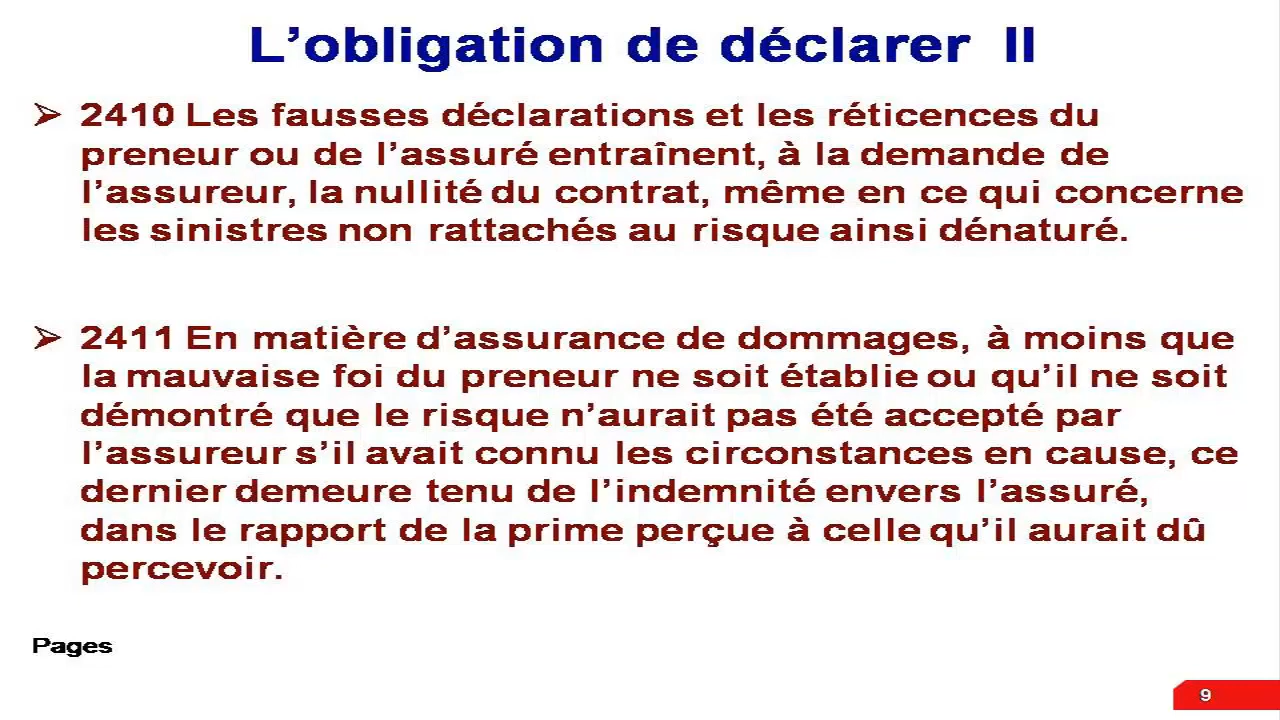 L’obligation de déclarer II
➢ 2410 Les fausses déclarations et les réticences du
preneur ou de l’assuré entraînent, à la demande de
l’assureur, la nullité du contrat, même en ce qui concerne
les sinistres non rattachés au risque ainsi dénaturé.
➢ 2411 En matière d’assurance de dommages, à moins que
la mauvaise foi du preneur ne soit établie ou qu’il ne soit
démontré que le risque n’aurait pas été accepté par
l’assureur s’il avait connu les circonstances en cause, ce
dernier demeure tenu de l’indemnité envers l’assuré,
dans le rapport de la prime perçue à celle qu’il aurait dû
percevoir.
Pages
9